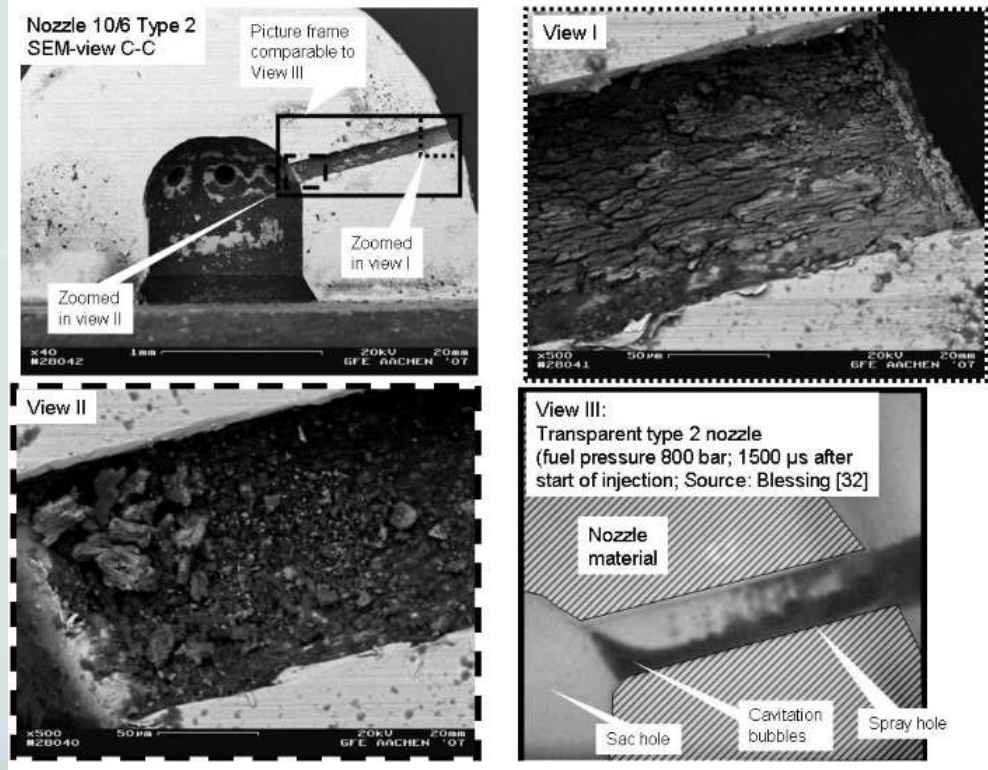 Nozzle 10/6 Type 2
SEM-view C-C
Picture frame
comparable to
View III
Zoomed
in view I
Zoomed
in view II
x40 1mm 20kV 20mm
#28042 GFE AACHEN '07
View I
x500 50µm 20kV 20mm
#28041 GFE AACHEN '07
View II
x500 50µm 20kV 20mm
#28040 GFE AACHEN '07
View III:
Transparent type 2 nozzle
(fuel pressure 800 bar; 1500 µs after
start of injection; Source: Blessing [32]
Nozzle
material
Sac hole
Cavitation
bubbles
Spray hole